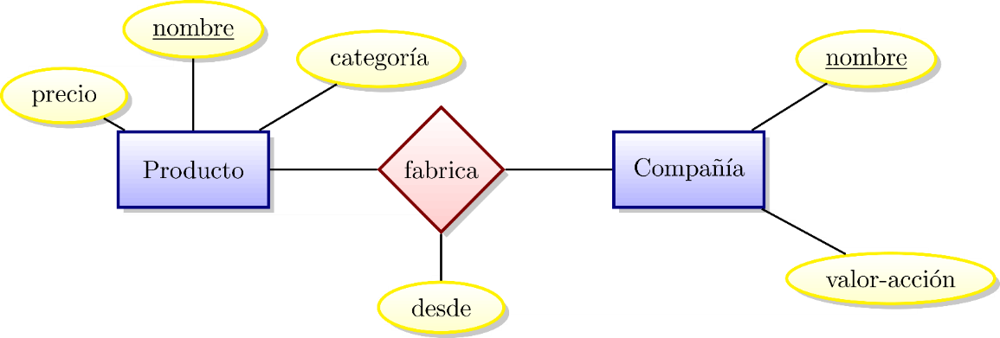 nombre
categoría
nombre
precio
Producto
fabrica
Compañía
valor-acción
desde